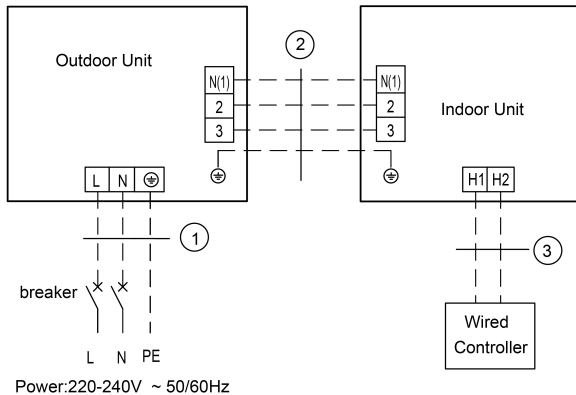 Outdoor Unit
2
N(1)
2
3
N(1)
2
3
Indoor Unit
L N
H1 H2
1
3
breaker
L N PE
Wired
Controller
Power:220-240V ~ 50/60Hz